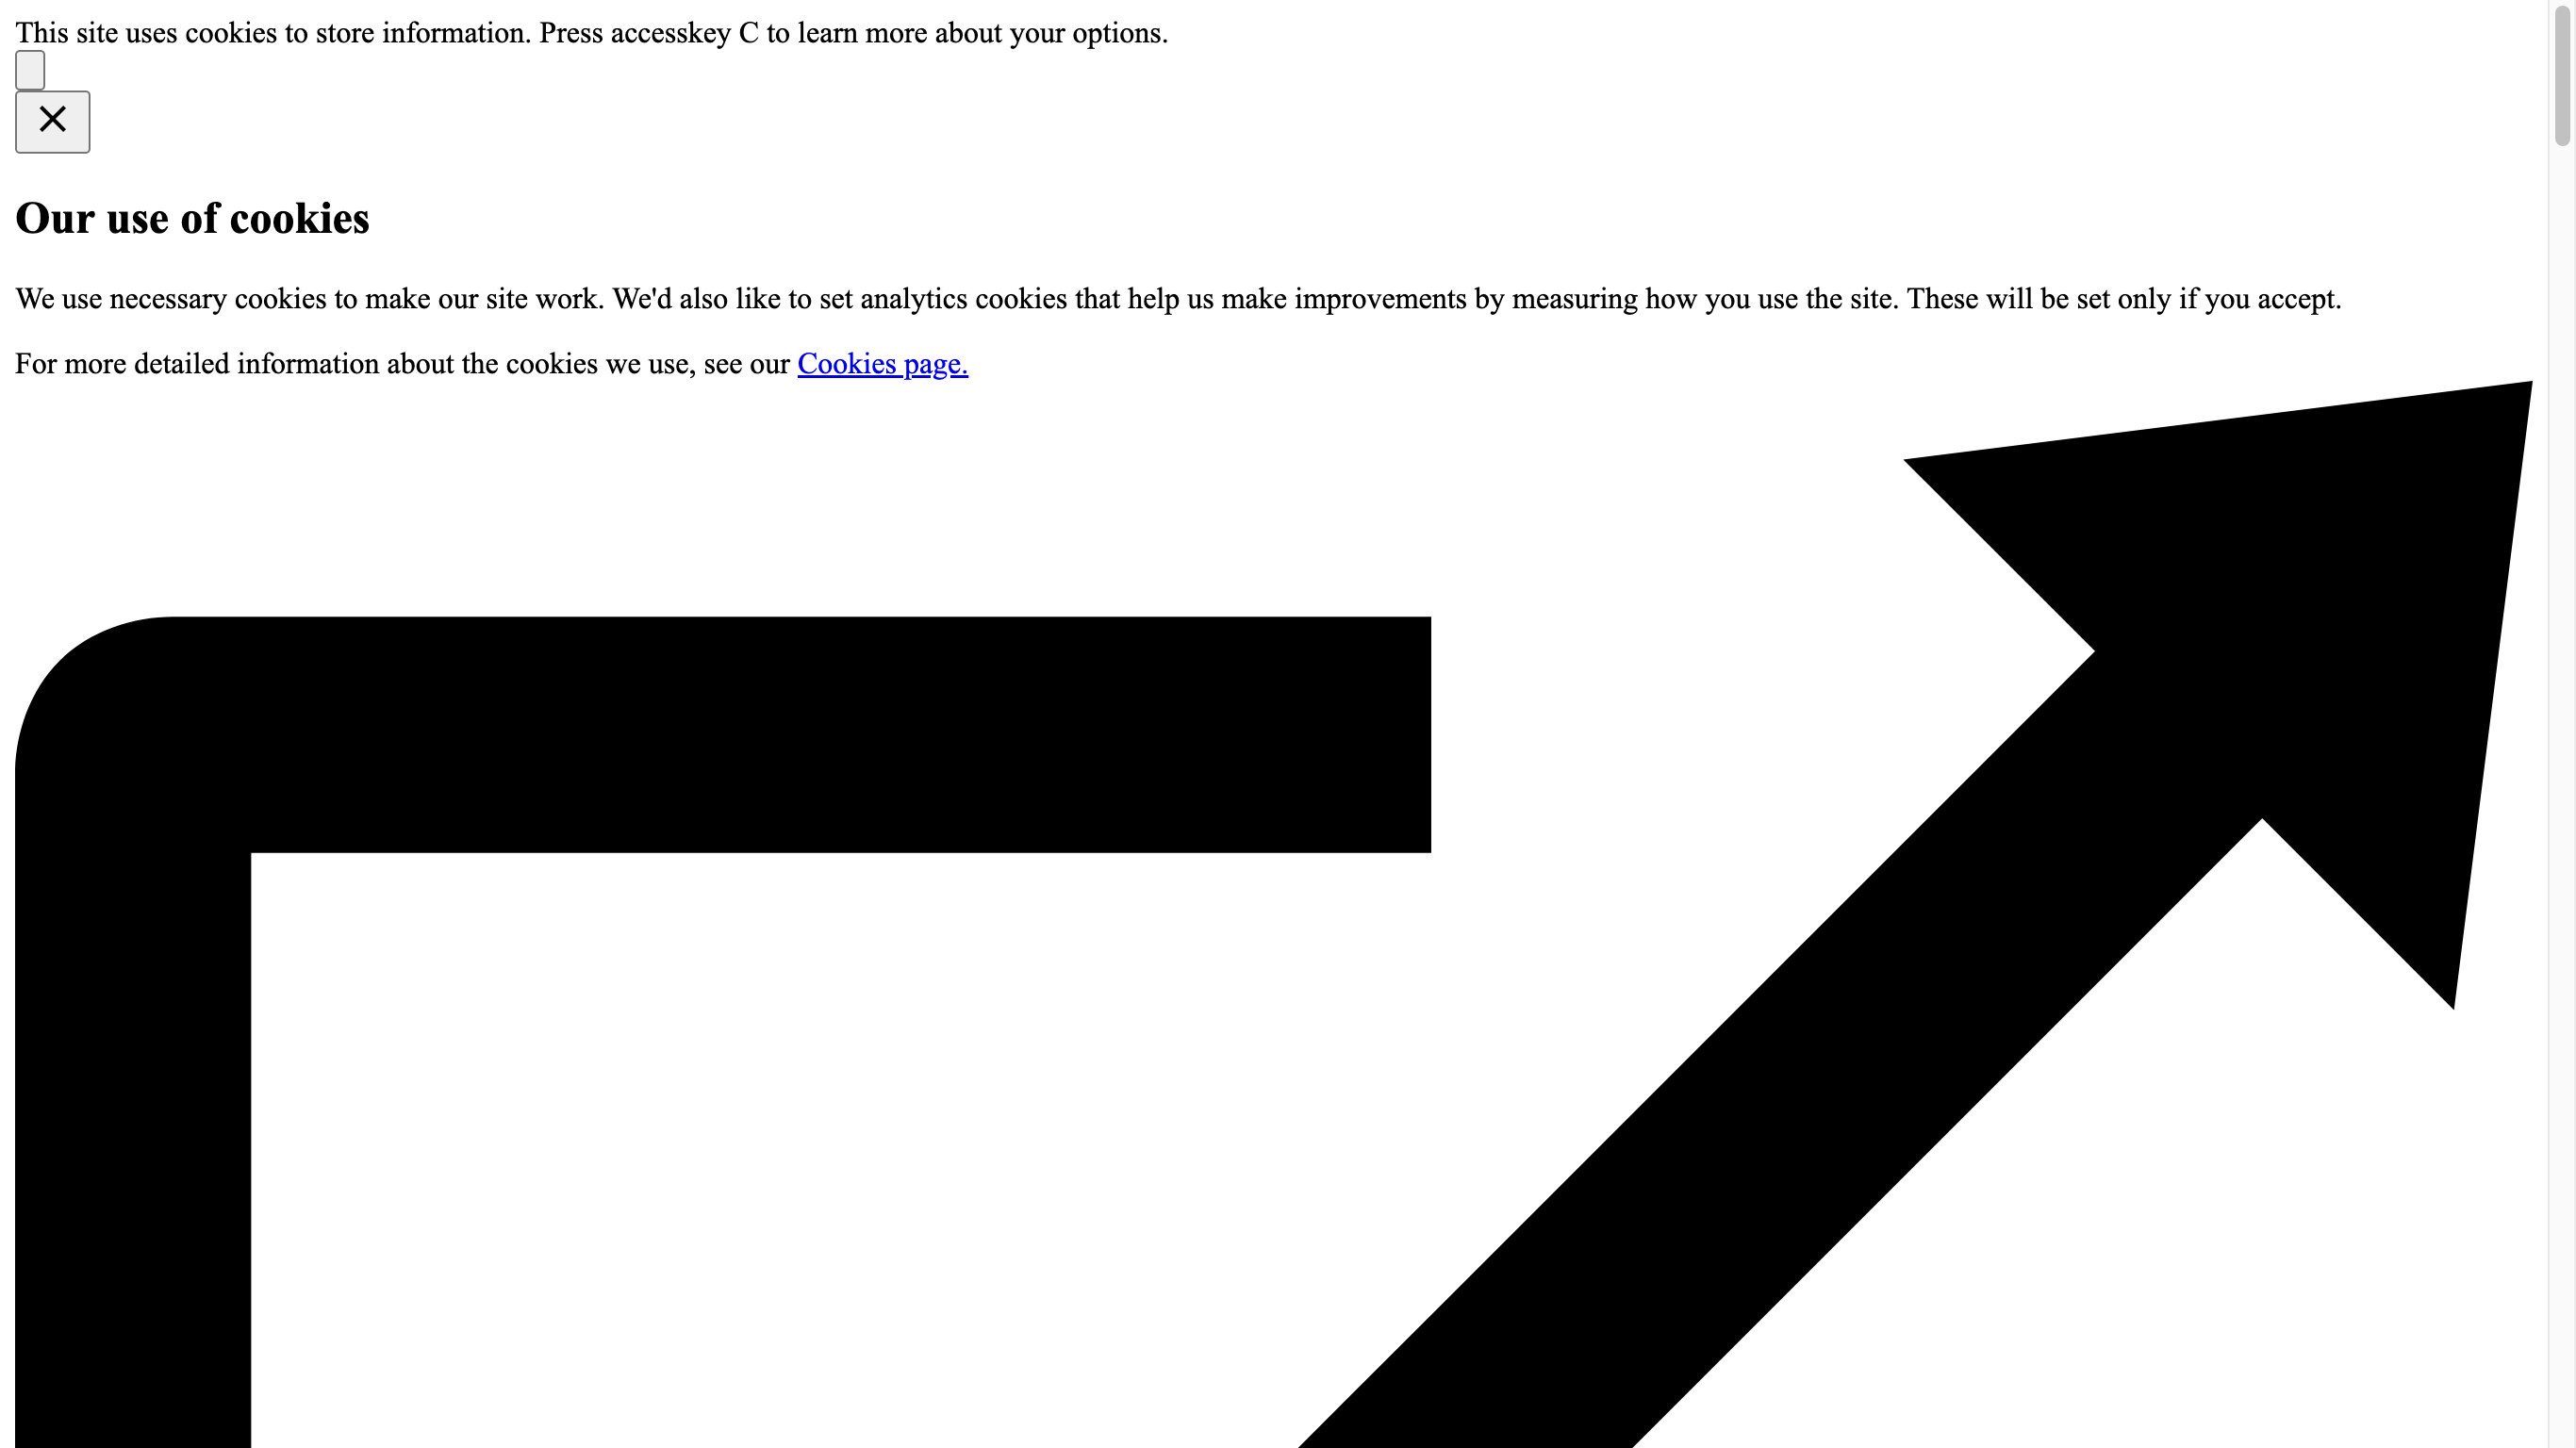 This site uses cookies to store information. Press accesskey C to learn more about your options.
Our use of cookies
We use necessary cookies to make our site work. We'd also like to set analytics cookies that help us make improvements by measuring how you use the site. These will be set only if you accept.
For more detailed information about the cookies we use, see our Cookies page.